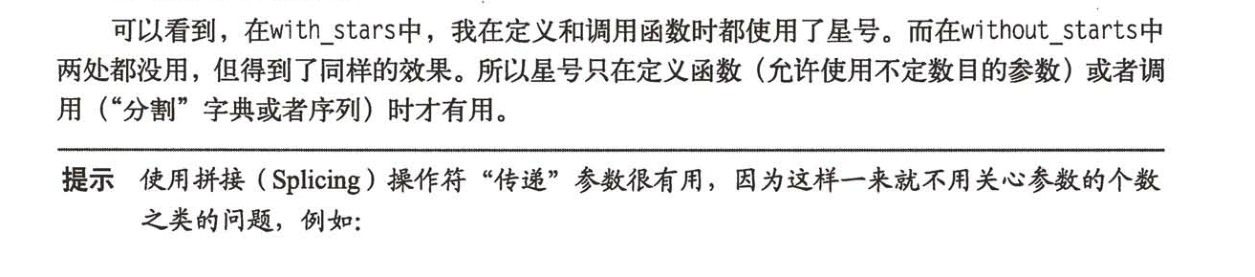 可以看到，在with_stars中，我在定义和调用函数时都使用了星号。而在without_starts中
两处都没用，但得到了同样的效果。所以星号只在定义函数（允许使用不定数目的参数）或者调
用（“分割”字典或者序列）时才有用。
提示 使用拼接（Splicing）操作符“传递”参数很有用，因为这样一来就不用关心参数的个数
之类的问题，例如：